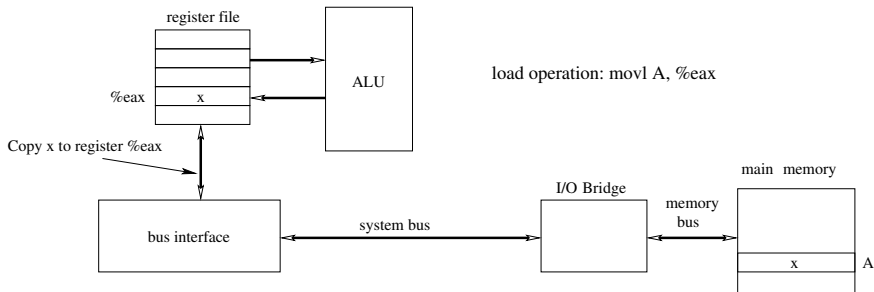 register file
ALU
load operation: movl A, %eax
%eax
x
Copy x to register %eax
I/O Bridge
main memory
memory
bus
system bus
bus interface
x
A